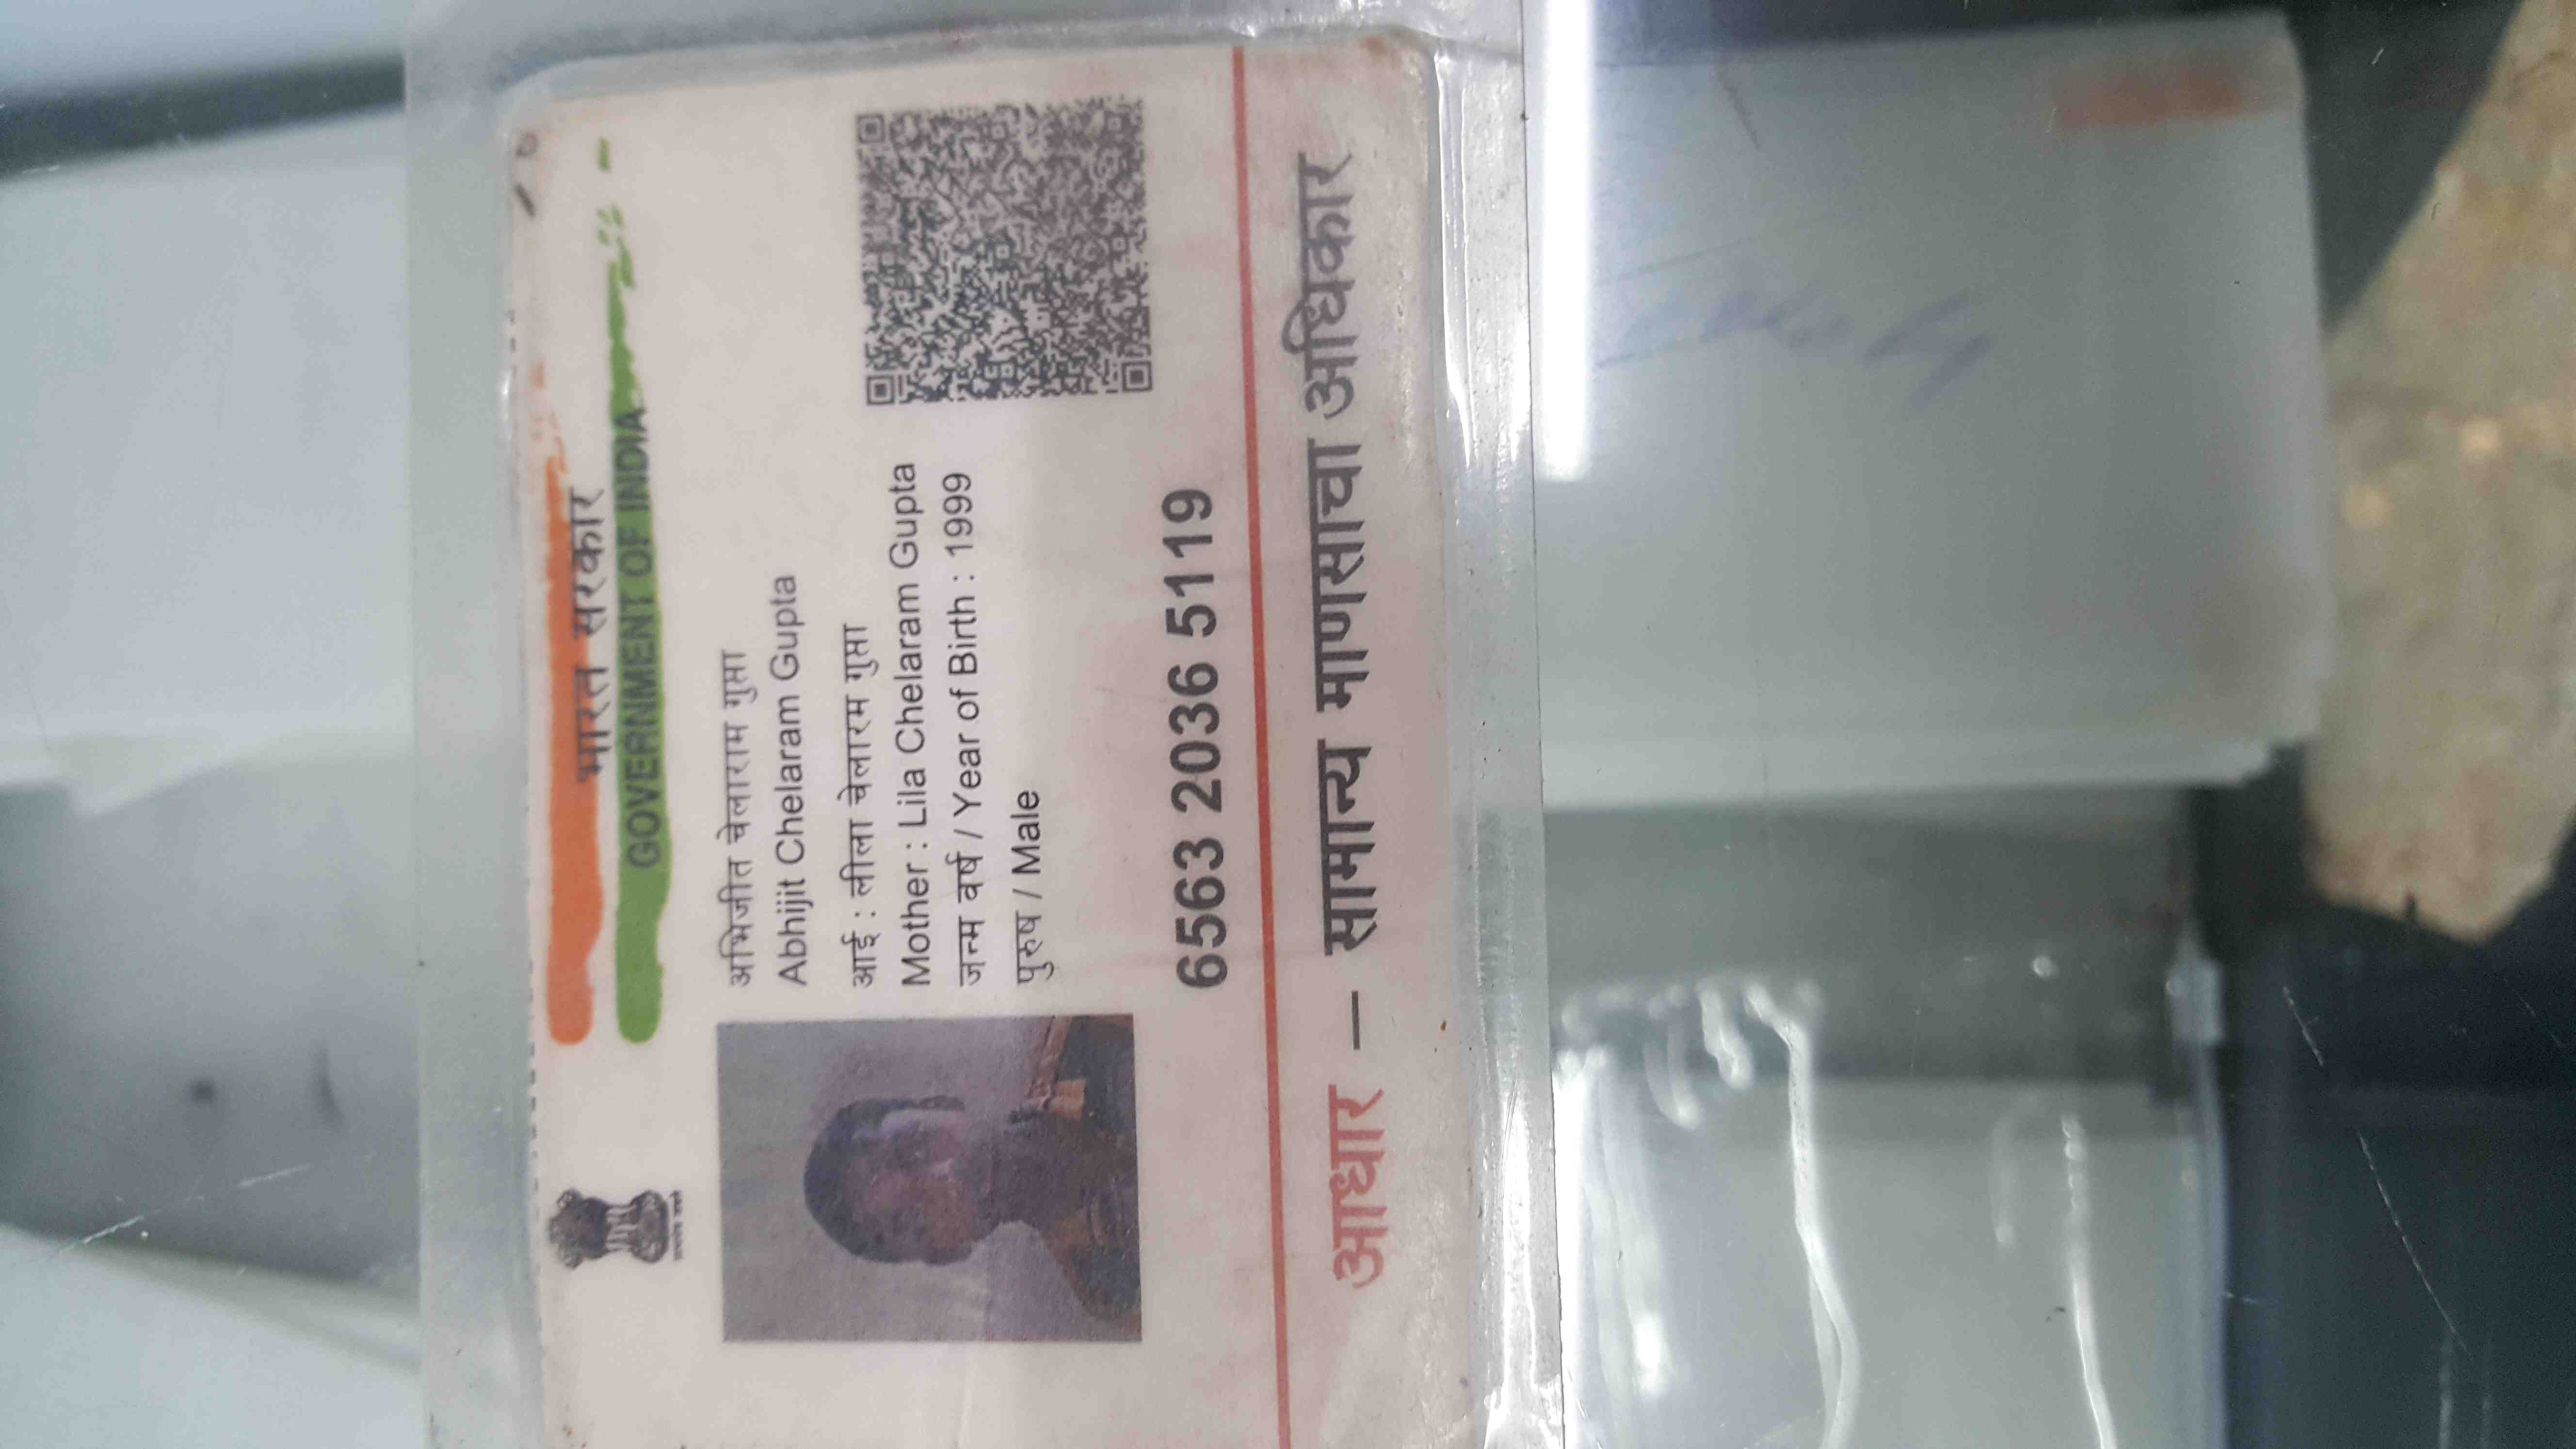 भारत सरकार
GOVERNMENT OF INDIA
अभिजीत चेलाराम गुप्ता
Abhijit Chelaram Gupta
आई : लीला चेलारम गुप्ता
Mother : Lila Chelaram Gupta
जन्म वर्ष / Year of Birth : 1999
पुरुष / Male
6563 2036 5119
आधार – सामान्य माणसाचा अधिकार